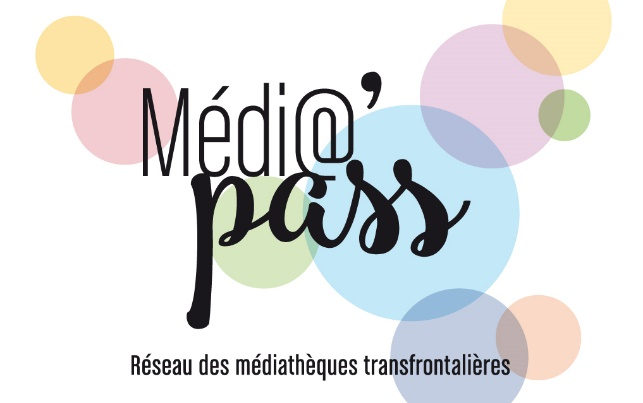 Médi@'
pass
Réseau des médiathèques transfrontalières